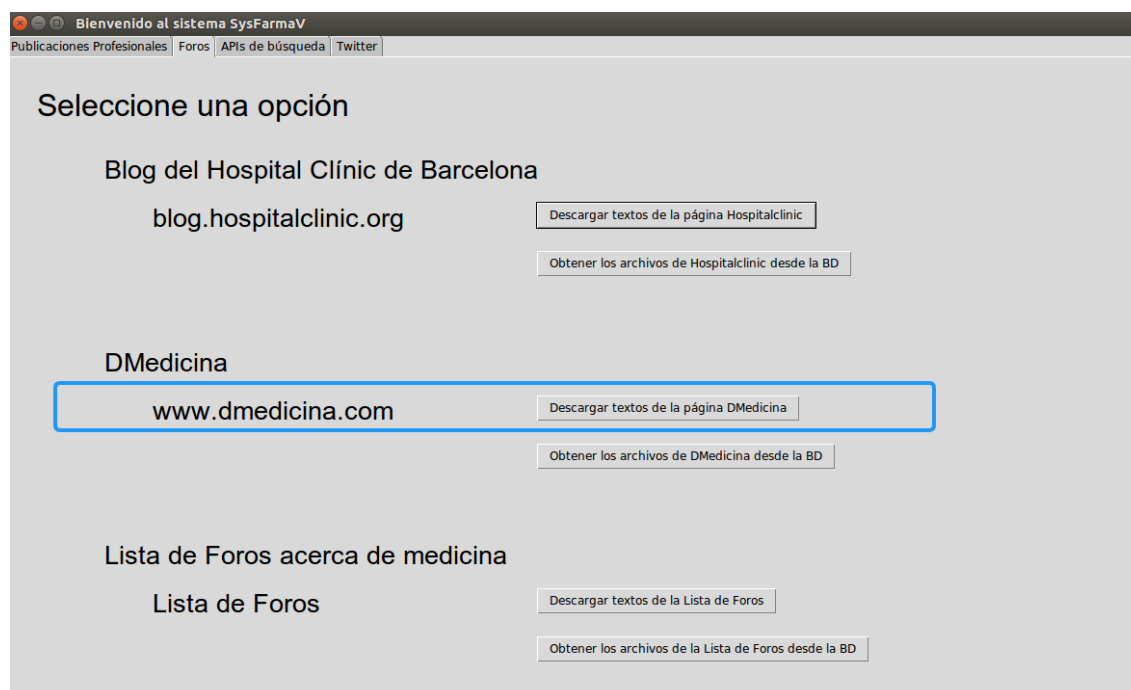 Bienvenido al sistema SysFarmaV
Publicaciones Profesionales Foros APIs de búsqueda Twitter
Seleccione una opción
Blog del Hospital Clínic de Barcelona
blog.hospitalclinic.org Descargar textos de la página Hospitalclinic
Obtener los archivos de Hospitalclinic desde la BD
DMedicina
www.dmedicina.com Descargar textos de la página DMedicina
Obtener los archivos de DMedicina desde la BD
Lista de Foros acerca de medicina
Lista de Foros Descargar textos de la Lista de Foros
Obtener los archivos de la Lista de Foros desde la BD